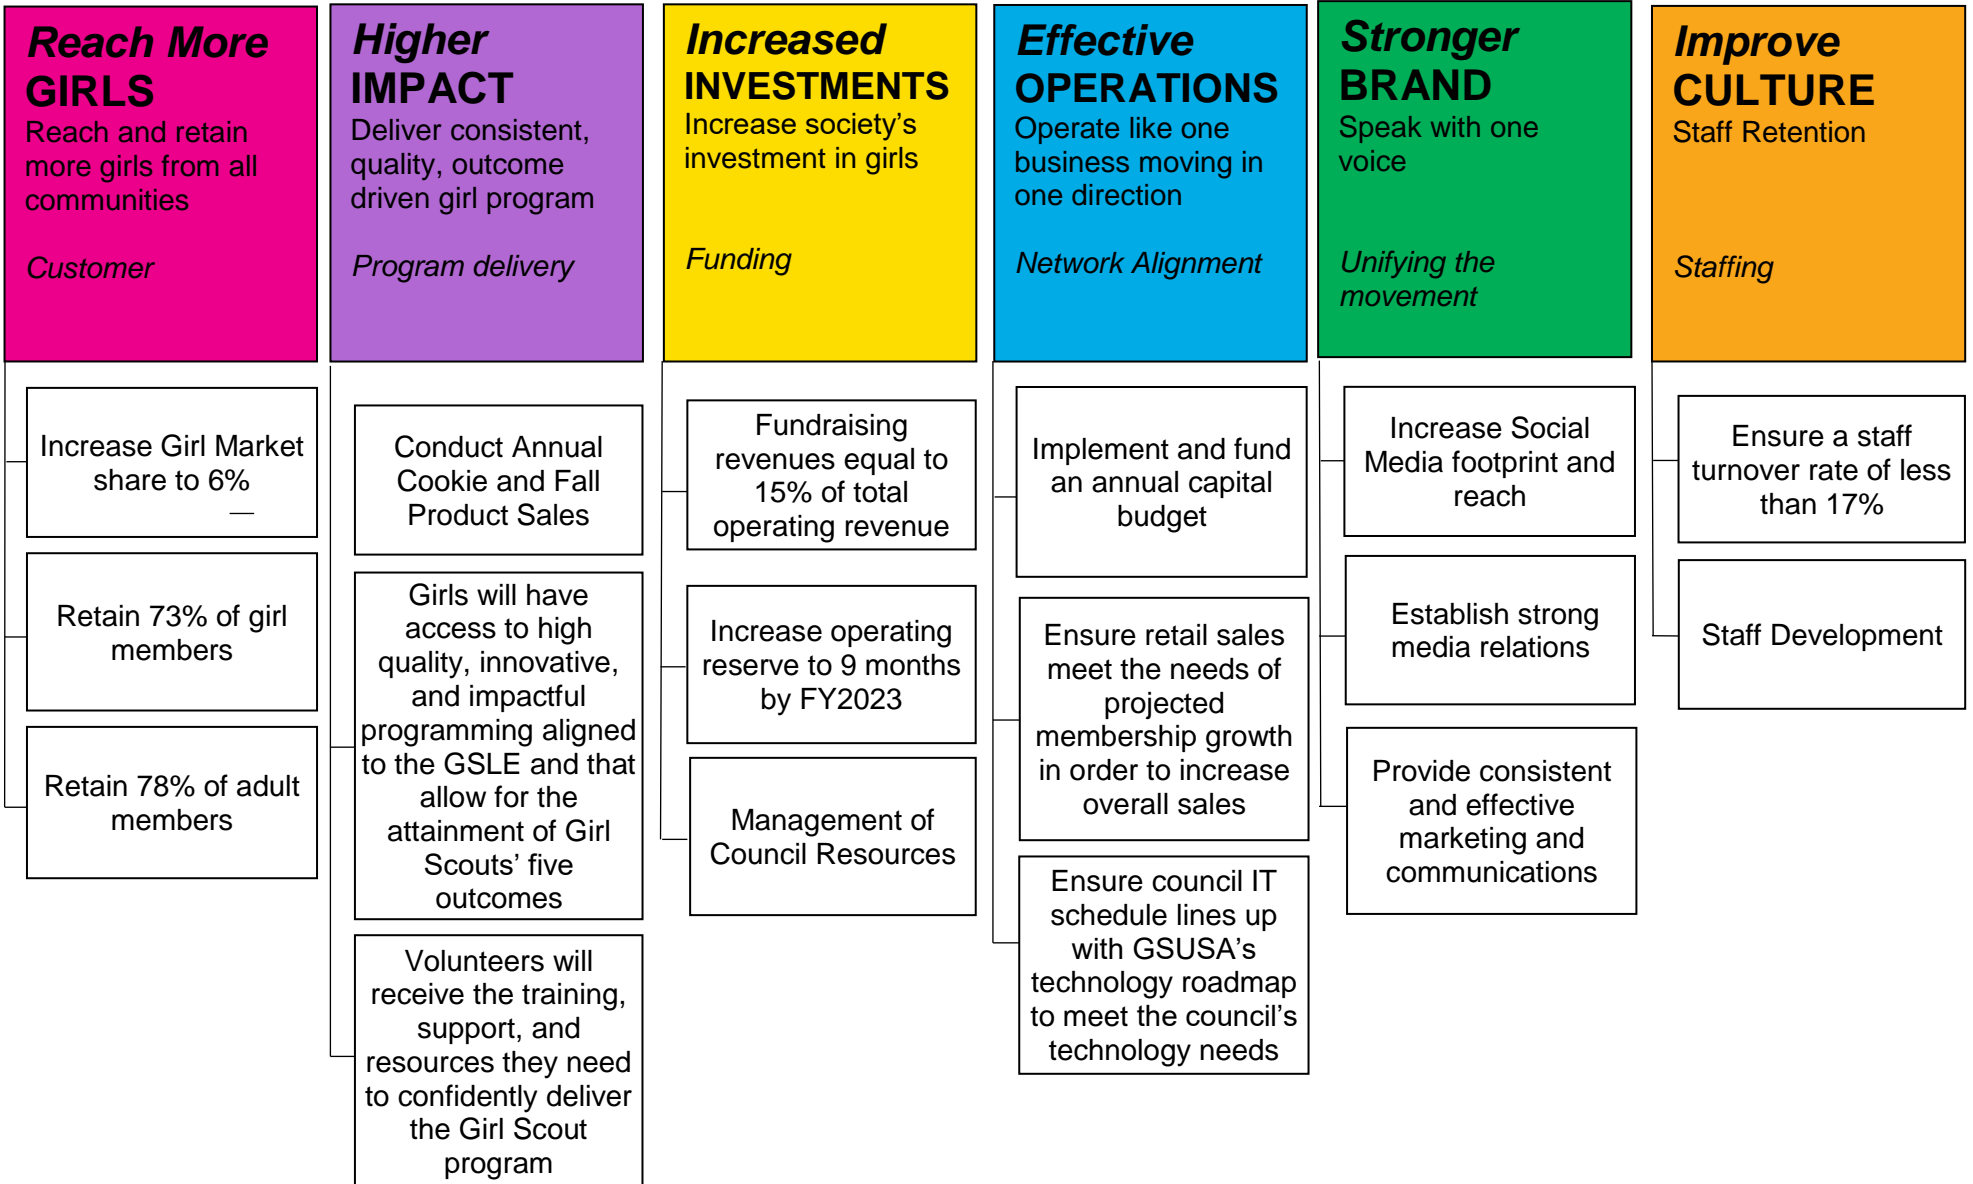 Reach More
GIRLS
Reach and retain
more girls from all
communities
Customer
Increase Girl Market
share to 6%
Retain 73% of girl
members
Retain 78% of adult
members
Higher
IMPACT
Deliver consistent,
quality, outcome
driven girl program
Program delivery
Conduct Annual
Cookie and Fall
Product Sales
Girls will have
access to high
quality, innovative,
and impactful
programming aligned
to the GSLE and that
allow for the
attainment of Girl
Scouts’ five
outcomes
Volunteers will
receive the training,
support, and
resources they need
to confidently deliver
the Girl Scout
program
Increased
INVESTMENTS
Increase society’s
investment in girls
Funding
Fundraising
revenues equal to
15% of total
operating revenue
Increase operating
reserve to 9 months
by FY2023
Management of
Council Resources
Effective
OPERATIONS
Operate like one
business moving in
one direction
Network Alignment
Implement and fund
an annual capital
budget
Ensure retail sales
meet the needs of
projected
membership growth
in order to increase
overall sales
Ensure council IT
schedule lines up
with GSUSA’s
technology roadmap
to meet the council’s
technology needs
Stronger
BRAND
Speak with one
voice
Unifying the
movement
Increase Social
Media footprint and
reach
Establish strong
media relations
Provide consistent
and effective
marketing and
communications
Improve
CULTURE
Staff Retention
Staffing
Ensure a staff
turnover rate of less
than 17%
Staff Development